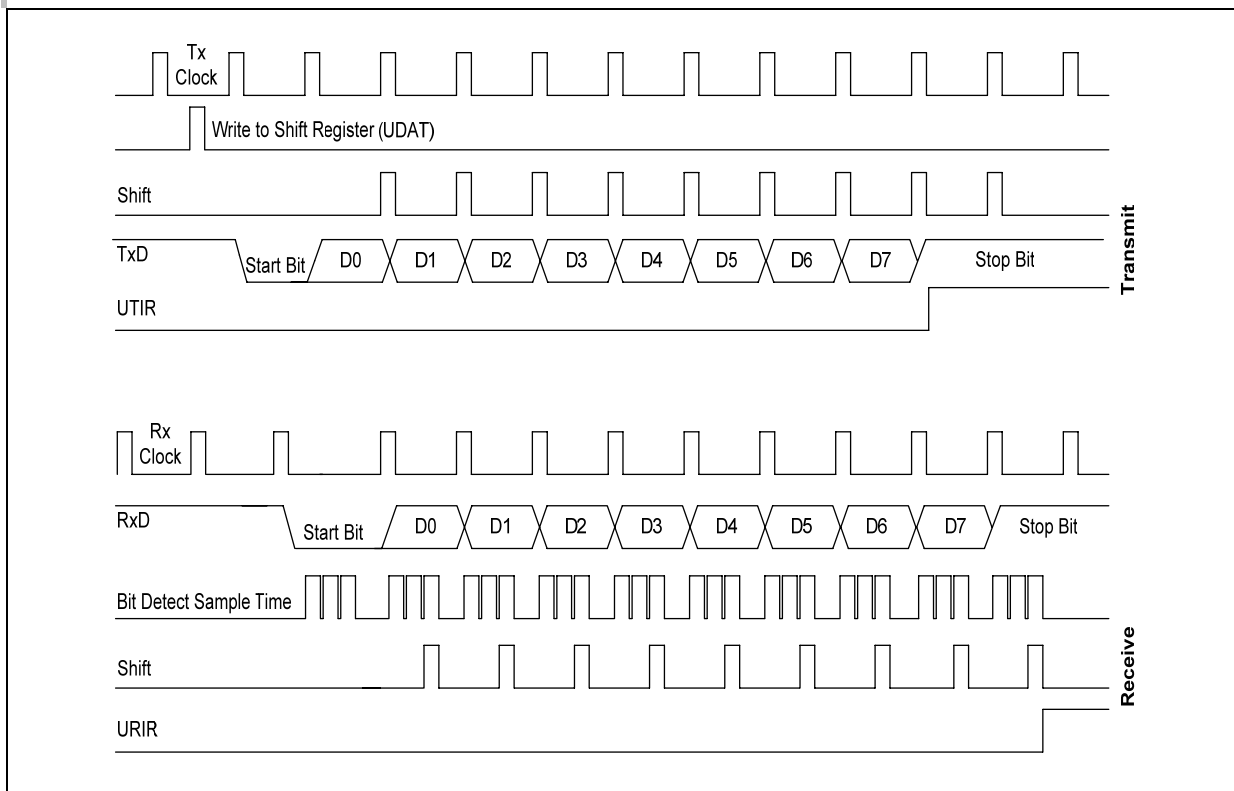 Tx
Clock
Write to Shift Register (UDAT)
Shift
TxD
Start Bit
D0
D1
D2
D3
D4
D5
D6
D7
Stop Bit
UTIR
Transmit
Rx
Clock
RxD
Start Bit
D0
D1
D2
D3
D4
D5
D6
D7
Stop Bit
Bit Detect Sample Time
Shift
URIR
Receive